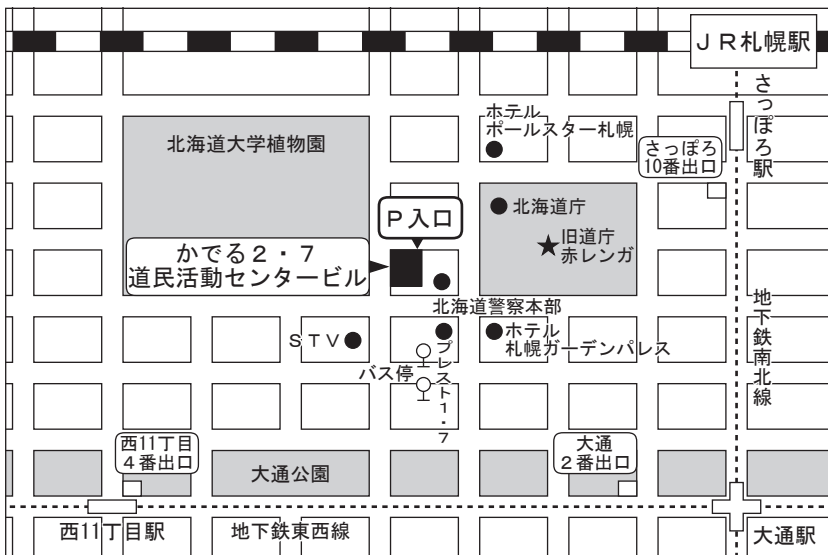 ＪＲ札幌駅
さっぽろ駅
ホテル
ポールスター札幌
北海道大学植物園
さっぽろ
10番出口
北海道庁
Ｐ入口
旧道庁
赤レンガ
かでる２・７
道民活動センタービル
北海道警察本部
地下鉄南北線
ＳＴＶ
ホテル
札幌ガーデンパレス
プレスト１・７
バス停
西11丁目
４番出口
大通公園
大通
２番出口
西11丁目駅
地下鉄東西線
大通駅